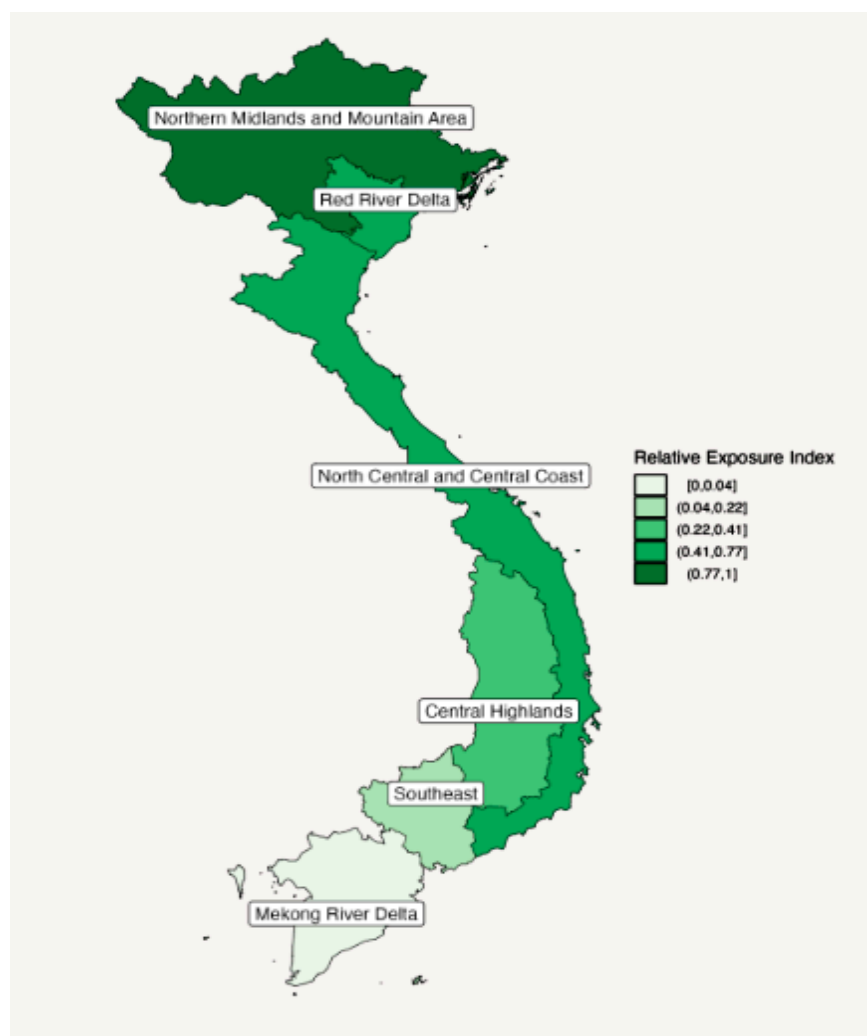 Northern Midlands and Mountain Area
Red River Delta
North Central and Central Coast
Relative Exposure Index
[0,0.04]
(0.04,0.22]
(0.22,0.41]
(0.41,0.77]
(0.77,1]
Central Highlands
Southeast
Mekong River Delta